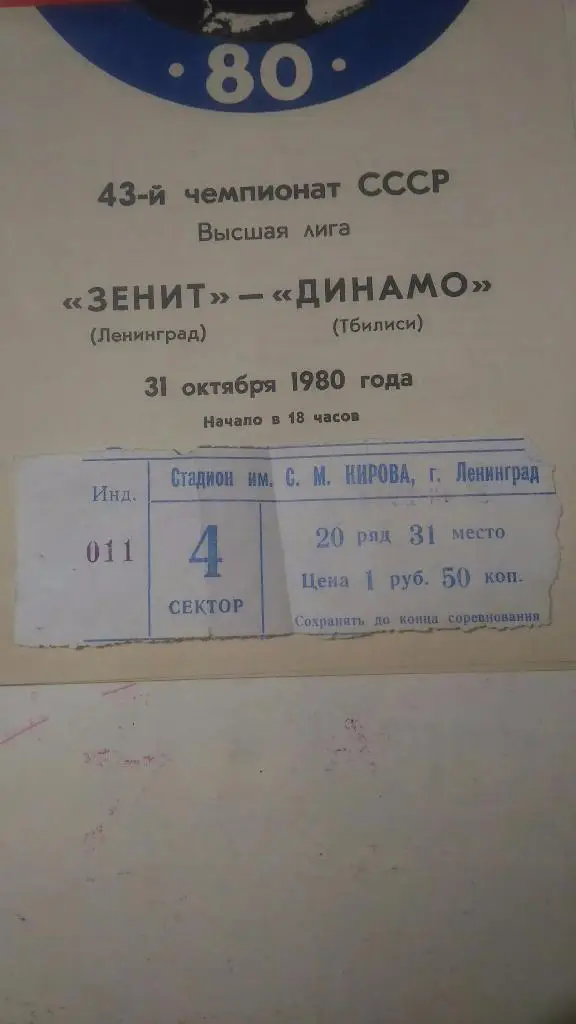 · 80 ·
43-й чемпионат СССР
Высшая лига
«ЗЕНИТ» — «ДИНАМО»
(Ленинград) (Тбилиси)
31 октября 1980 года
Начало в 18 часов
Стадион им. С. М. КИРОВА, г. Ленинград
Инд.
011
4
СЕКТОР
20 ряд 31 место
Цена 1 руб. 50 коп.
Сохранять до конца соревнования